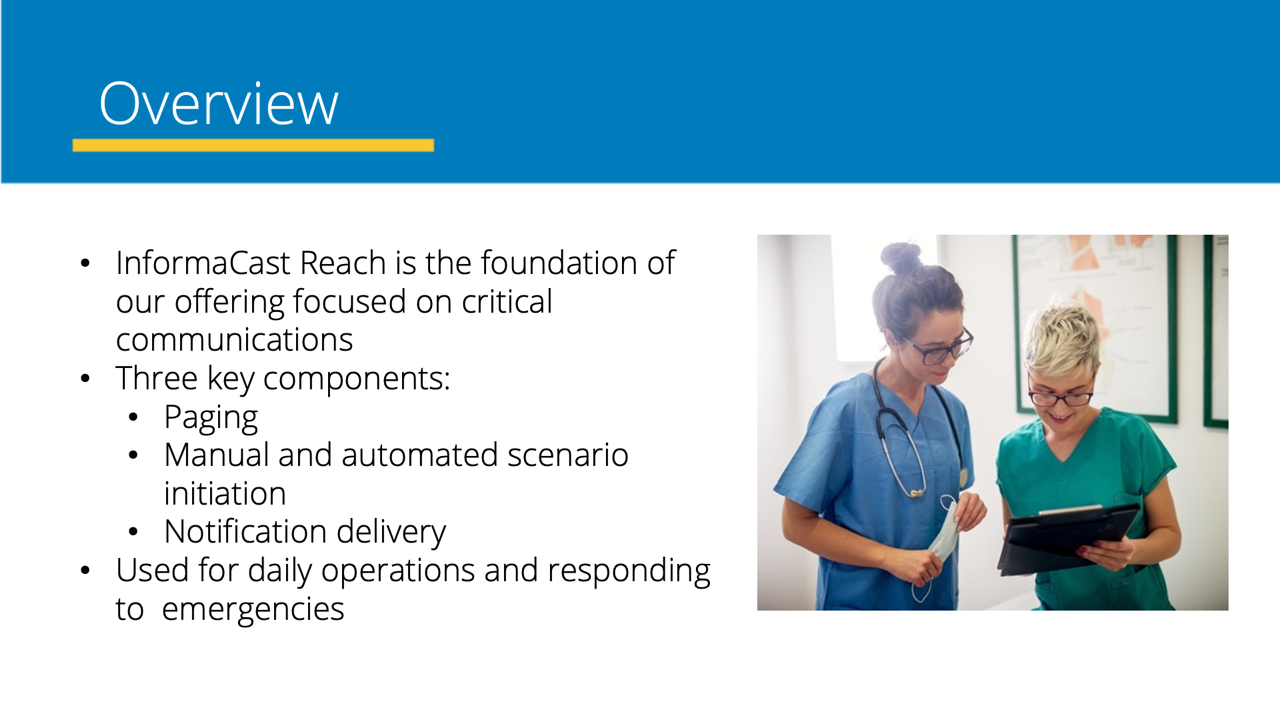 Overview
• InformaCast Reach is the foundation of
our offering focused on critical
communications
• Three key components:
• Paging
• Manual and automated scenario
initiation
• Notification delivery
• Used for daily operations and responding
to  emergencies